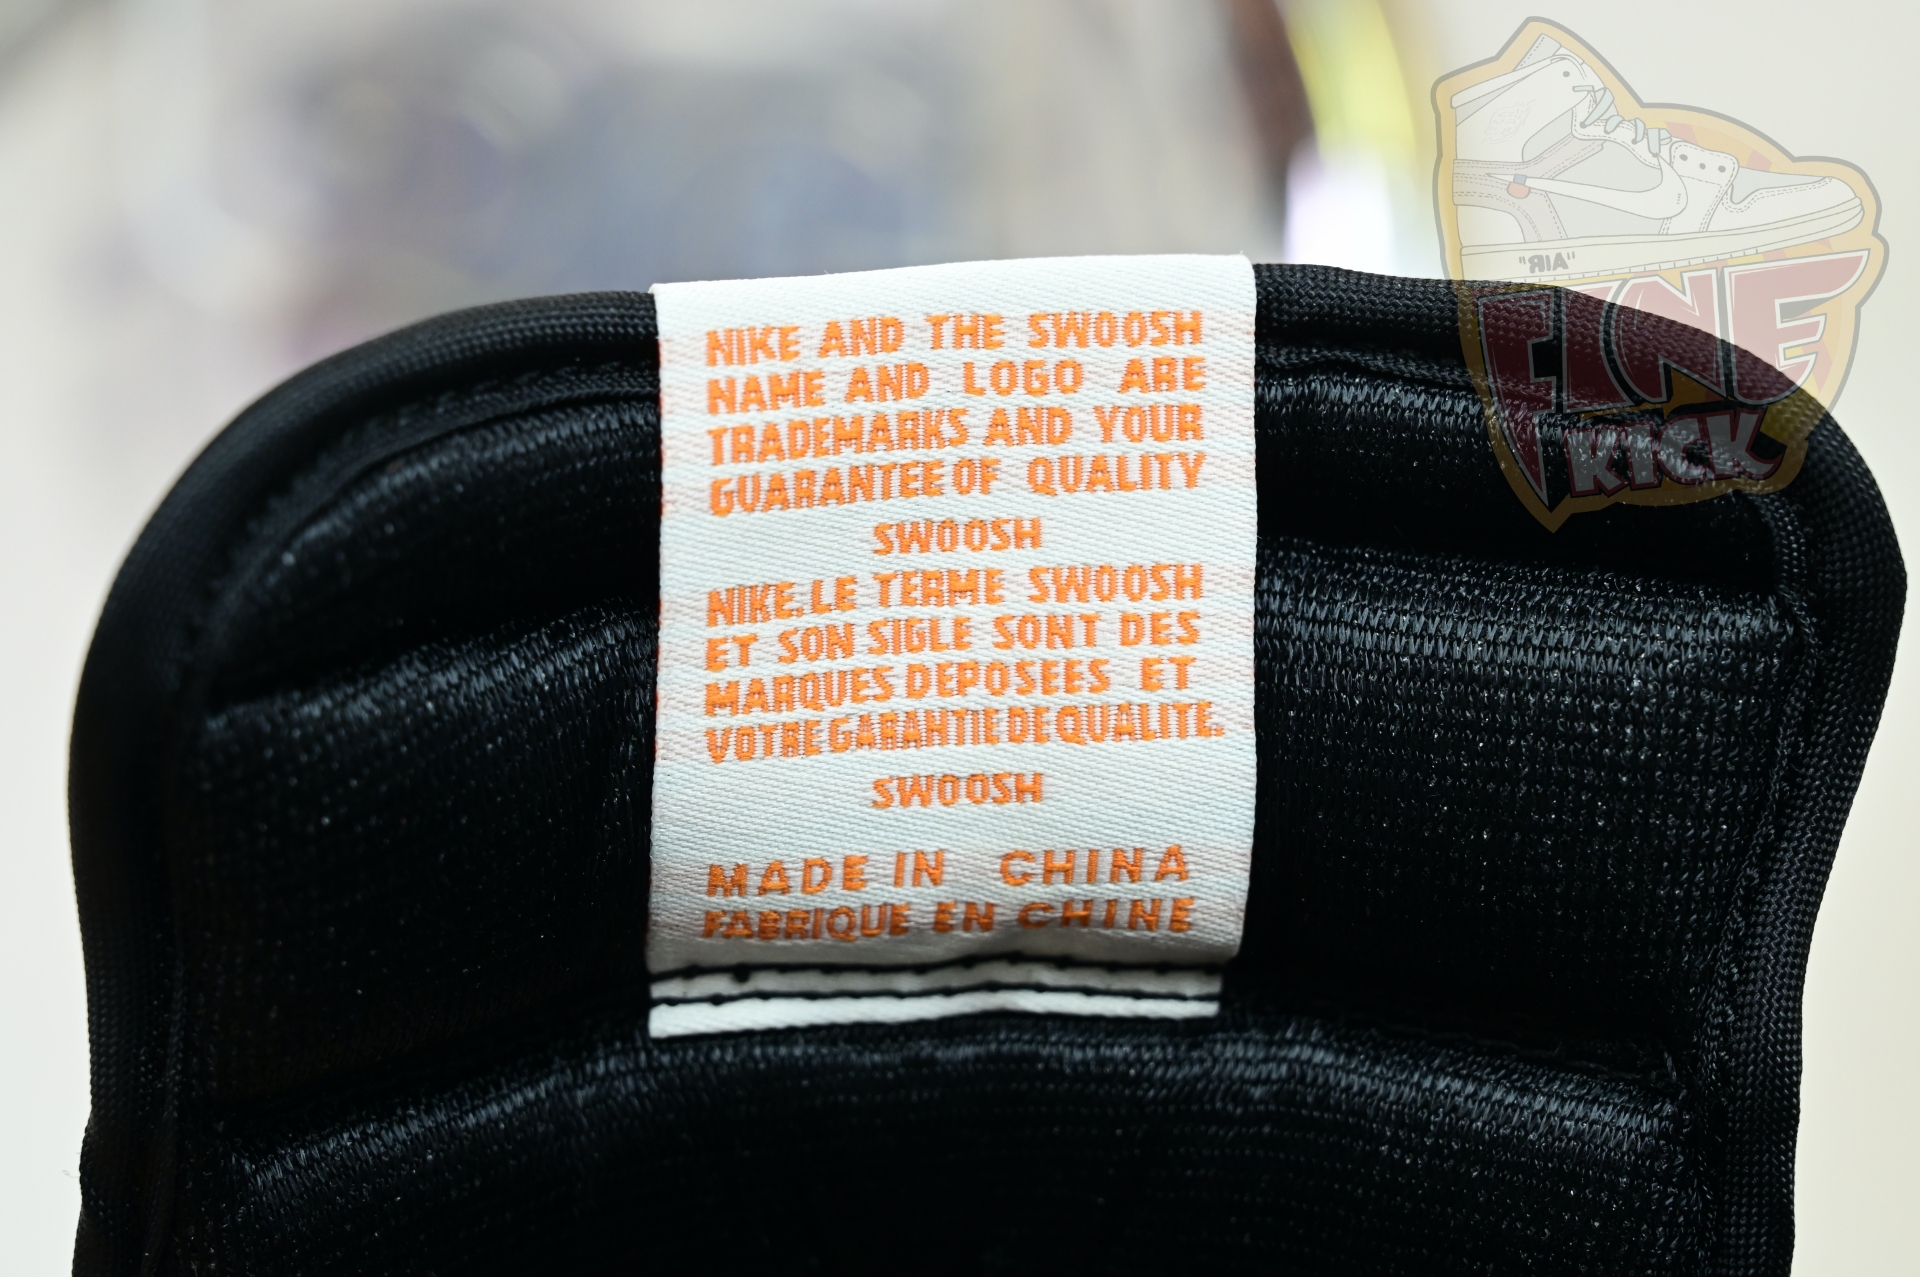 "AIR"
FINE
KICK
NIKE AND THE SWOOSH
NAME AND LOGO ARE
TRADEMARKS AND YOUR
GUARANTEE OF QUALITY
SWOOSH
NIKE.LE TERME SWOOSH
ET SON SIGLE SONT DES
MARQUES DEPOSEES ET
VOTRE GARANTIE DE QUALITE.
SWOOSH
MADE IN CHINA
FABRIQUE EN CHINE